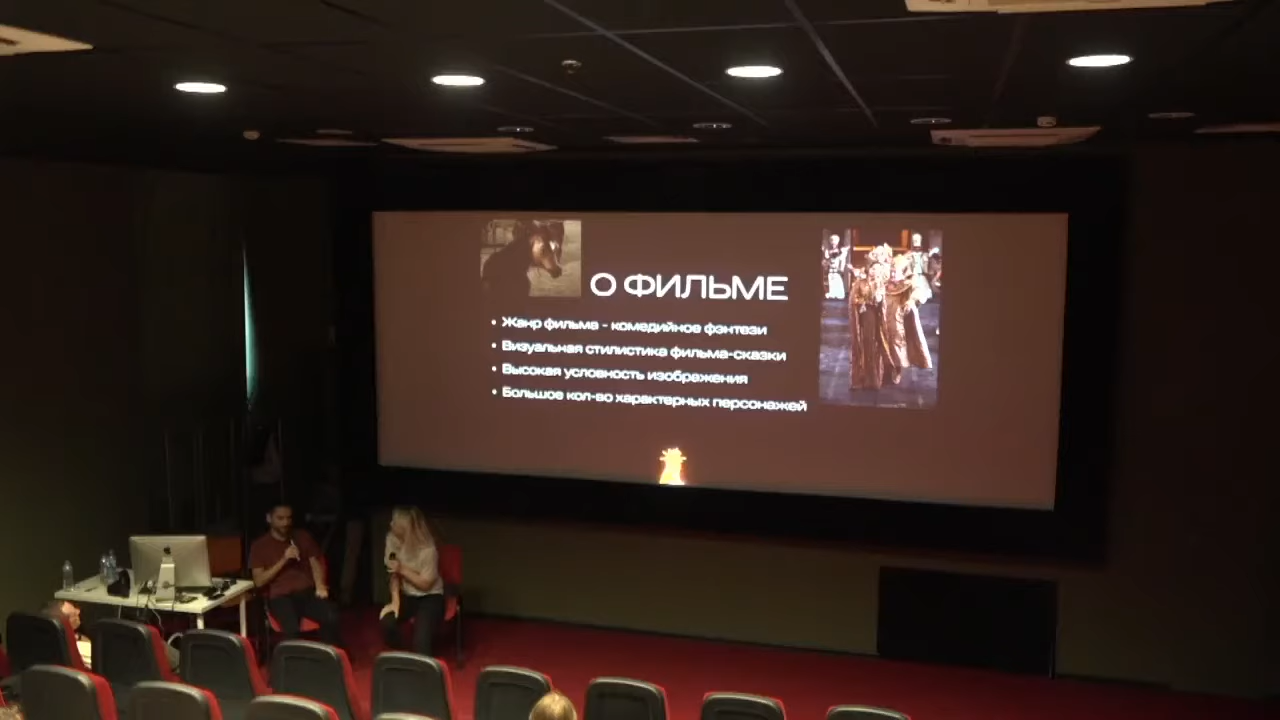 О ФИЛЬМЕ
• Жанр фильма - комедийное фэнтези
• Визуальная стилистика фильма-сказки
• Высокая условность изображения
• Большое кол-во характерных персонажей